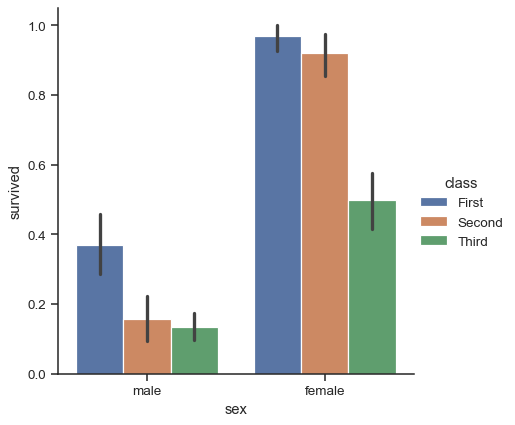 1.0
0.8
0.6
0.4
0.2
0.0
survived
male
female
sex
class
First
Second
Third